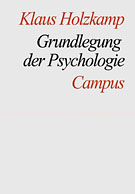 Klaus Holzkamp
Grundlegung
der Psychologie
Campus